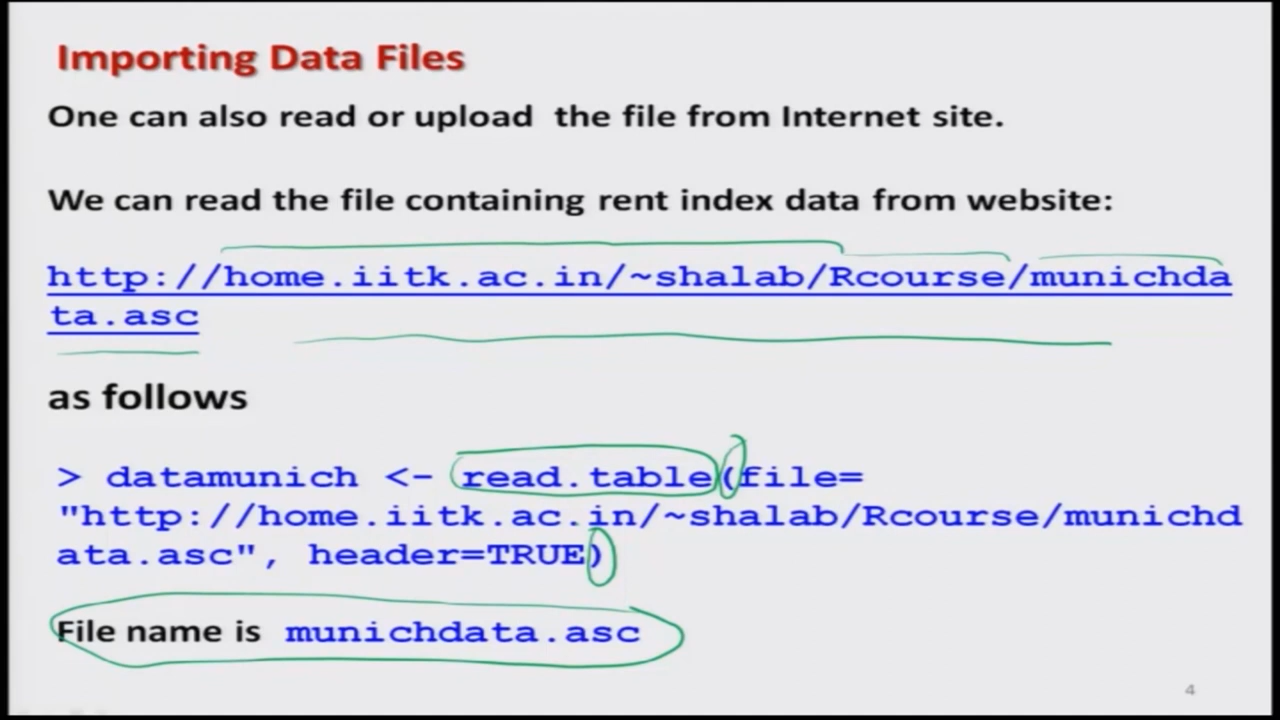 Importing Data Files
One can also read or upload the file from Internet site.
We can read the file containing rent index data from website:
http://home.iitk.ac.in/~shalab/Rcourse/munichda
ta.asc
as follows
> datamunich <- read.table(file=
"http://home.iitk.ac.in/~shalab/Rcourse/munichd
ata.asc", header=TRUE)
File name is munichdata.asc
4